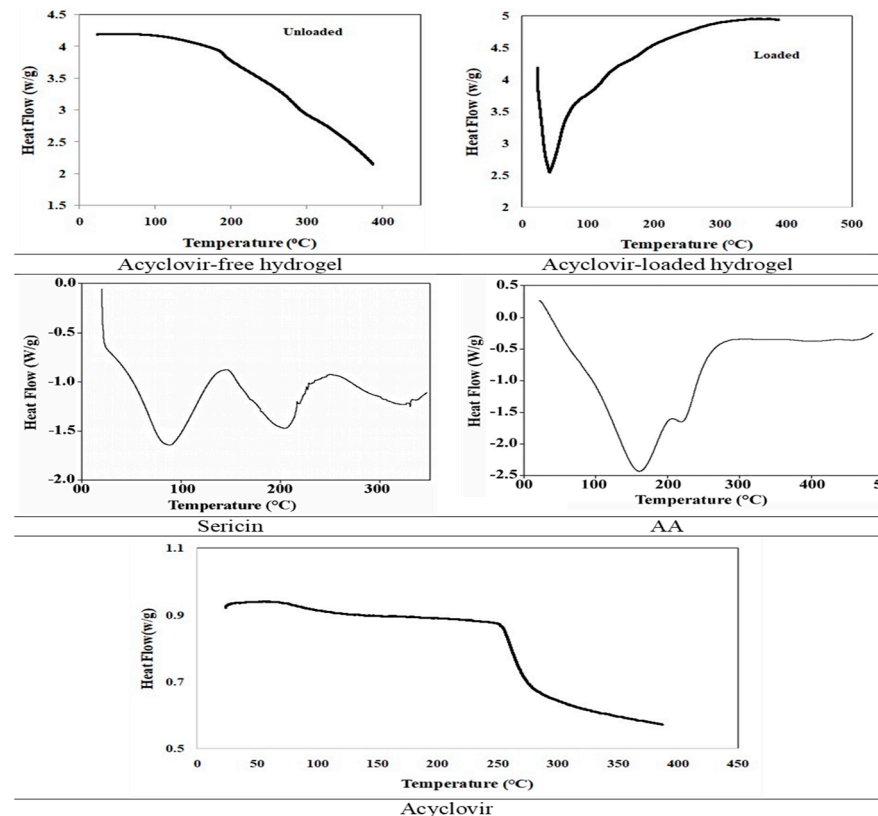 4.5
Unloaded
4
3.5
3
2.5
2
1.5
Heat Flow (w/g)
0 100 200 300 400
Temperature (°C)
5
Loaded
4.5
4
3.5
3
2.5
2
Heat Flow (w/g)
0 100 200 300 400 500
Temperature (°C)
Acyclovir-free hydrogel
Acyclovir-loaded hydrogel
0.0
-0.5
-1.0
-1.5
-2.0
Heat Flow (W/g)
00 100 200 300
Temperature (°C)
0.5
0.0
-0.5
-1.0
-1.5
-2.0
-2.5
Heat Flow (W/g)
00 100 200 300 400
Temperature (°C)
Sericin
AA
1.1
0.9
0.7
0.5
Heat Flow(w/g)
0 50 100 150 200 250 300 350 400 450
Temperature (°C)
Acyclovir